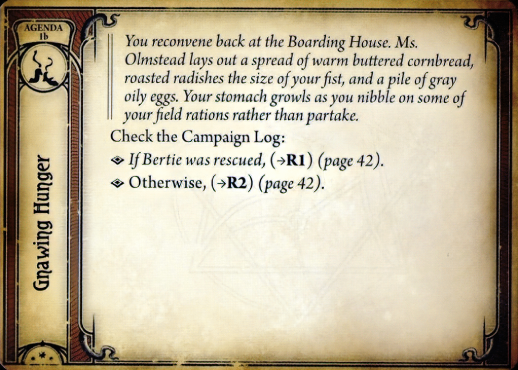 AGENDA
1b
Gnawing Hunger
You reconvene back at the Boarding House. Ms.
Olmstead lays out a spread of warm buttered cornbread,
roasted radishes the size of your fist, and a pile of gray
oily eggs. Your stomach growls as you nibble on some of
your field rations rather than partake.
Check the Campaign Log:
If Bertie was rescued, (→R1) (page 42).
Otherwise, (→R2) (page 42).